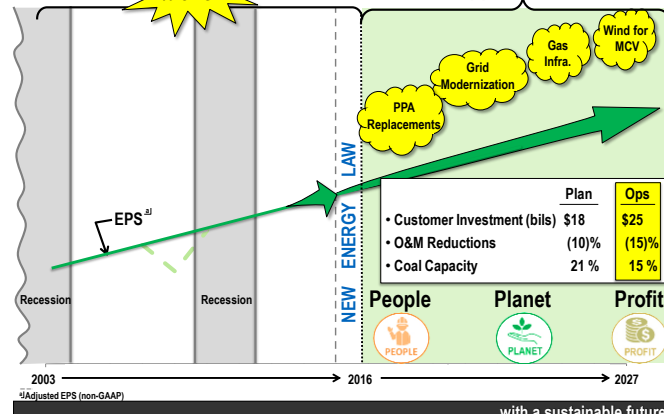 Wind for
MCV
Gas
Infra.
Grid
Modernization
PPA
Replacements
NEW ENERGY LAW
EPS a)
Plan Ops
• Customer Investment (bils) $18 $25
• O&M Reductions (10)% (15)%
• Coal Capacity 21 % 15 %
Recession
Recession
People Planet Profit
PEOPLE PLANET PROFIT
2003 2016 2027
a)Adjusted EPS (non-GAAP)
with a sustainable future